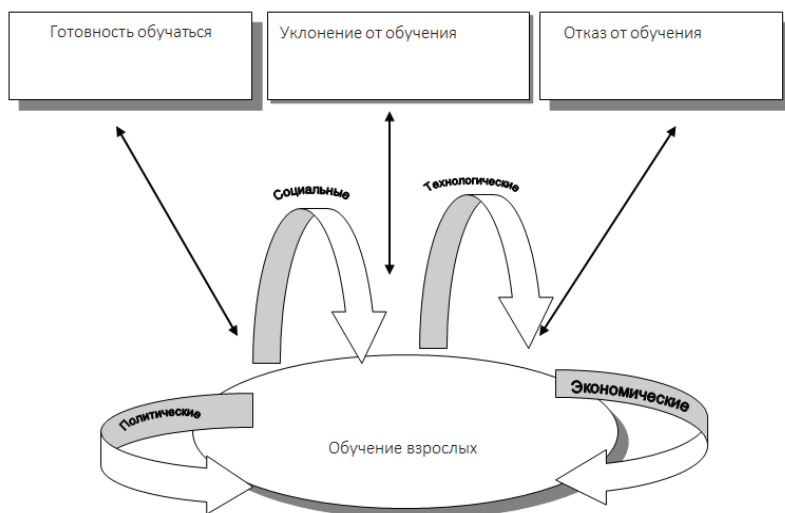 Готовность обучаться
Уклонение от обучения
Отказ от обучения
Социальные
Технологические
Политические
Экономические
Обучение взрослых